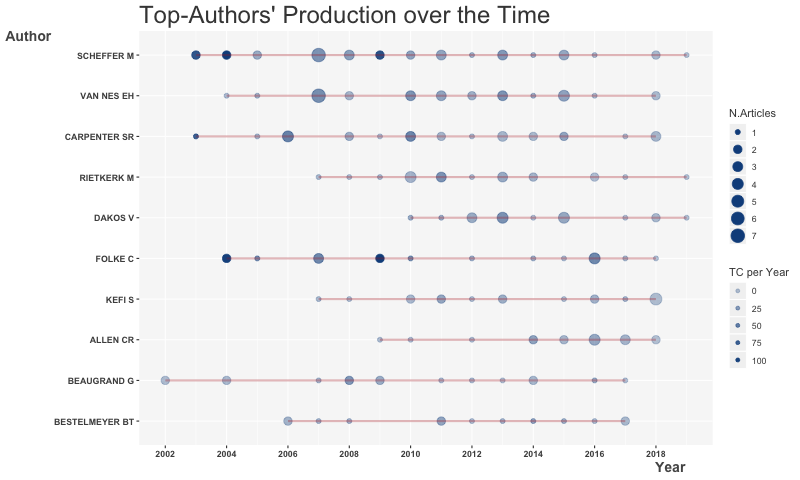 Top-Authors' Production over the Time
Author
SCHEFFER M
VAN NES EH
CARPENTER SR
RIETKERK M
DAKOS V
FOLKE C
KEFI S
ALLEN CR
BEAUGRAND G
BESTELMEYER BT
2002 2004 2006 2008 2010 2012 2014 2016 2018
Year
N.Articles
1
2
3
4
5
6
7
TC per Year
0
25
50
75
100